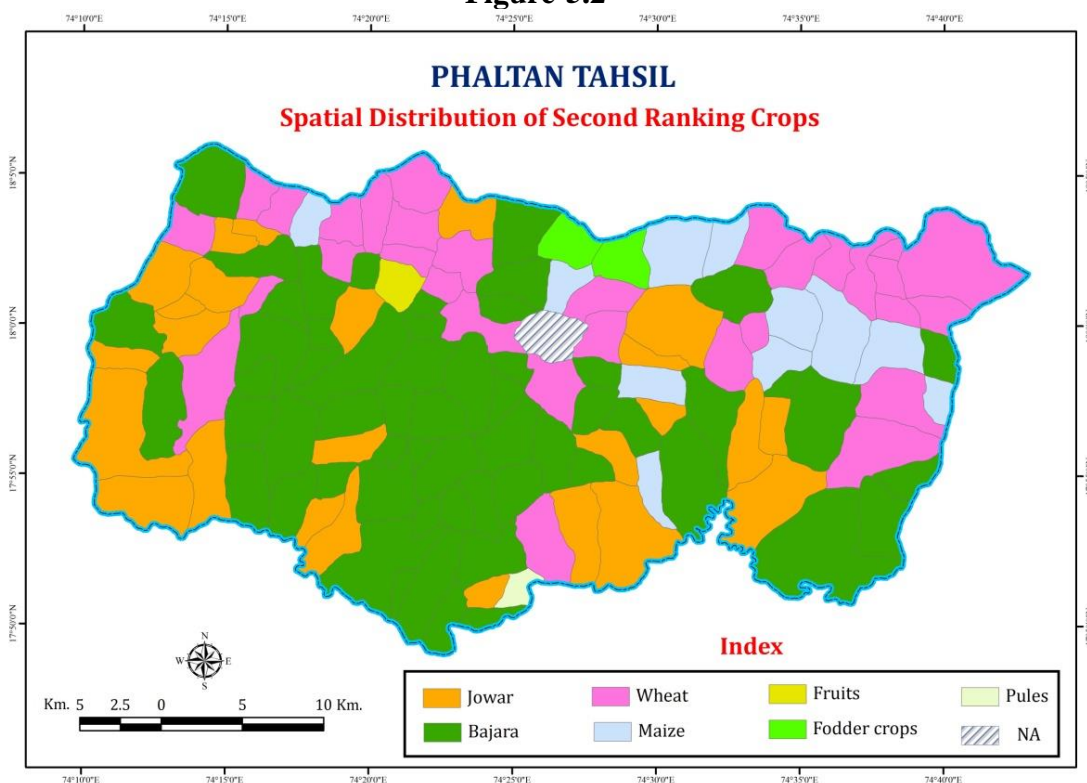 Figure 3.2
74°10'0"E 74°15'0"E 74°20'0"E 74°25'0"E 74°30'0"E 74°35'0"E 74°40'0"E
PHALTAN TAHSIL
Spatial Distribution of Second Ranking Crops
18°5'0"N
18°0'0"N
17°55'0"N
17°50'0"N
N
W E
S
Km. 5 2.5 0 5 10 Km.
Index
Jowar Wheat Fruits Pules
Bajara Maize Fodder crops NA
74°10'0"E 74°15'0"E 74°20'0"E 74°25'0"E 74°30'0"E 74°35'0"E 74°40'0"E